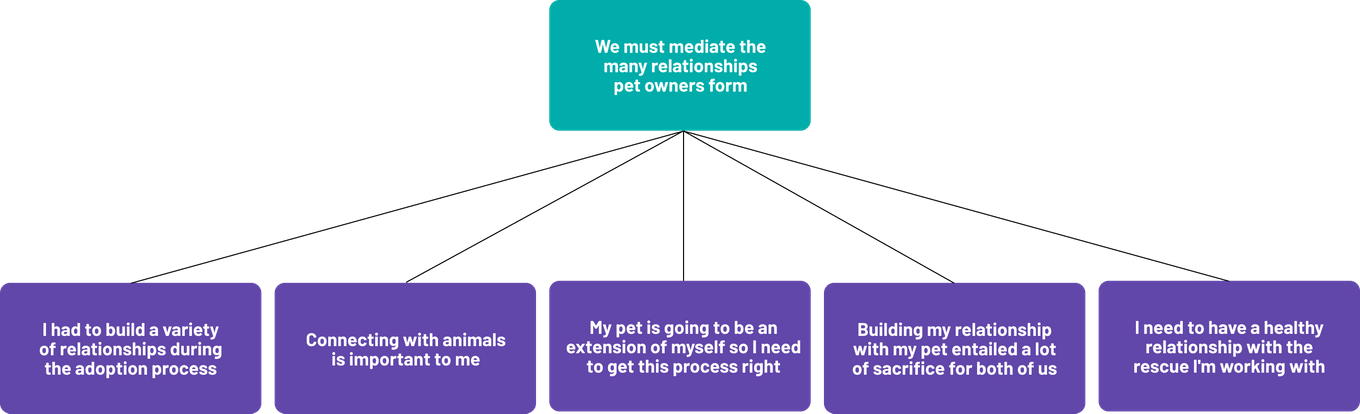 We must mediate the
many relationships
pet owners form
I had to build a variety
of relationships during
the adoption process
Connecting with animals
is important to me
My pet is going to be an
extension of myself so I need
to get this process right
Building my relationship
with my pet entailed a lot
of sacrifice for both of us
I need to have a healthy
relationship with the
rescue I'm working with